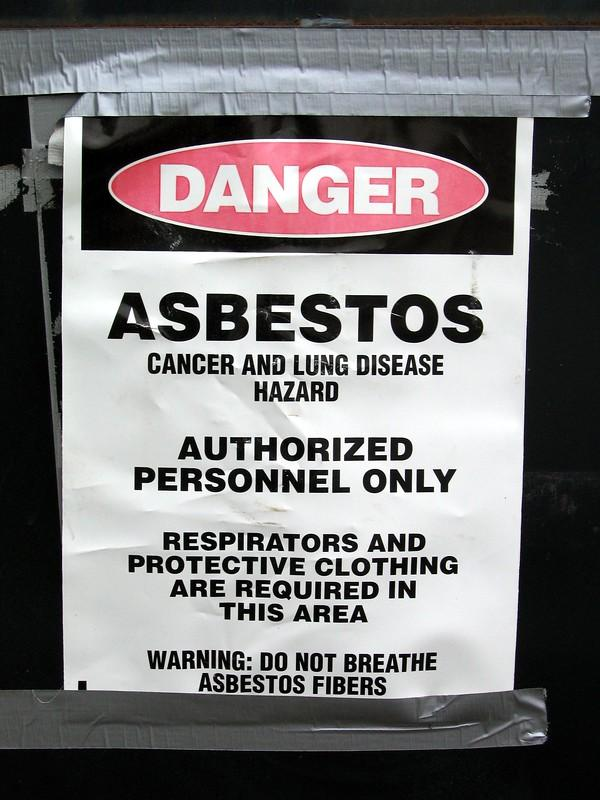 DANGER
ASBESTOS
CANCER AND LUNG DISEASE
HAZARD
AUTHORIZED
PERSONNEL ONLY
RESPIRATORS AND
PROTECTIVE CLOTHING
ARE REQUIRED IN
THIS AREA
WARNING: DO NOT BREATHE
ASBESTOS FIBERS